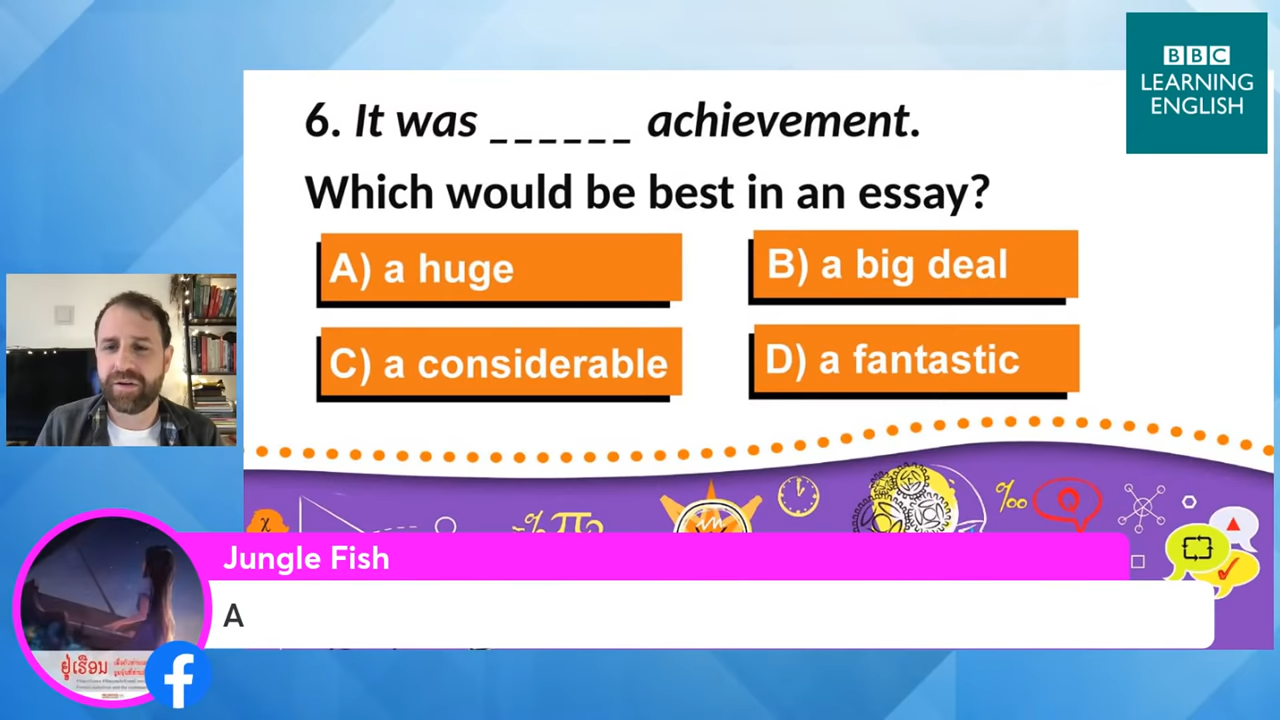 BBC
LEARNING
ENGLISH
6. It was ______ achievement.
Which would be best in an essay?
A) a huge
B) a big deal
C) a considerable
D) a fantastic
Jungle Fish
A